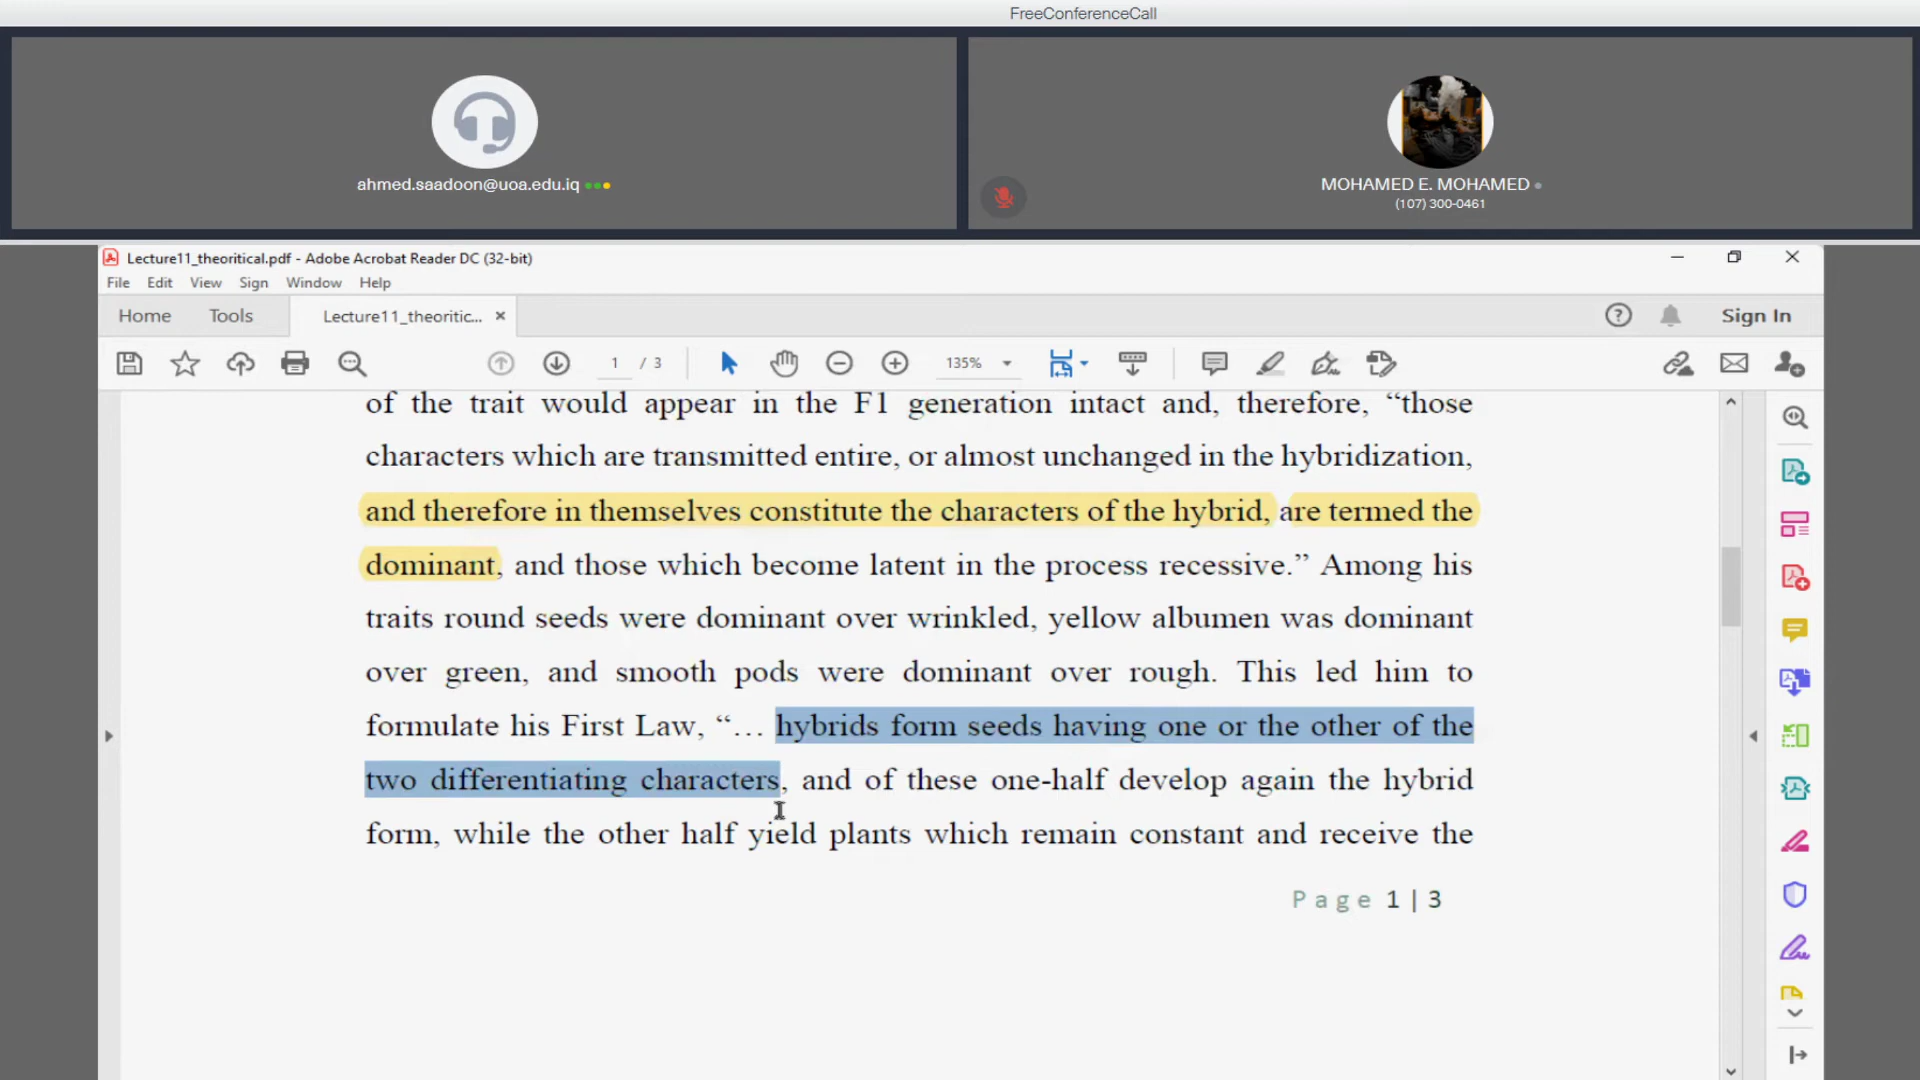 FreeConferenceCall
ahmed.saadoon@uoa.edu.iq
MOHAMED E. MOHAMED
(107) 300-0461
Lecture11_theoritical.pdf - Adobe Acrobat Reader DC (32-bit)
File Edit View Sign Window Help
Home Tools Lecture11_theoritic... × Sign In
1 / 3 135%
of the trait would appear in the F1 generation intact and, therefore, “those
characters which are transmitted entire, or almost unchanged in the hybridization,
and therefore in themselves constitute the characters of the hybrid, are termed the
dominant, and those which become latent in the process recessive.” Among his
traits round seeds were dominant over wrinkled, yellow albumen was dominant
over green, and smooth pods were dominant over rough. This led him to
formulate his First Law, “… hybrids form seeds having one or the other of the
two differentiating characters, and of these one-half develop again the hybrid
form, while the other half yield plants which remain constant and receive the
Page 1 | 3